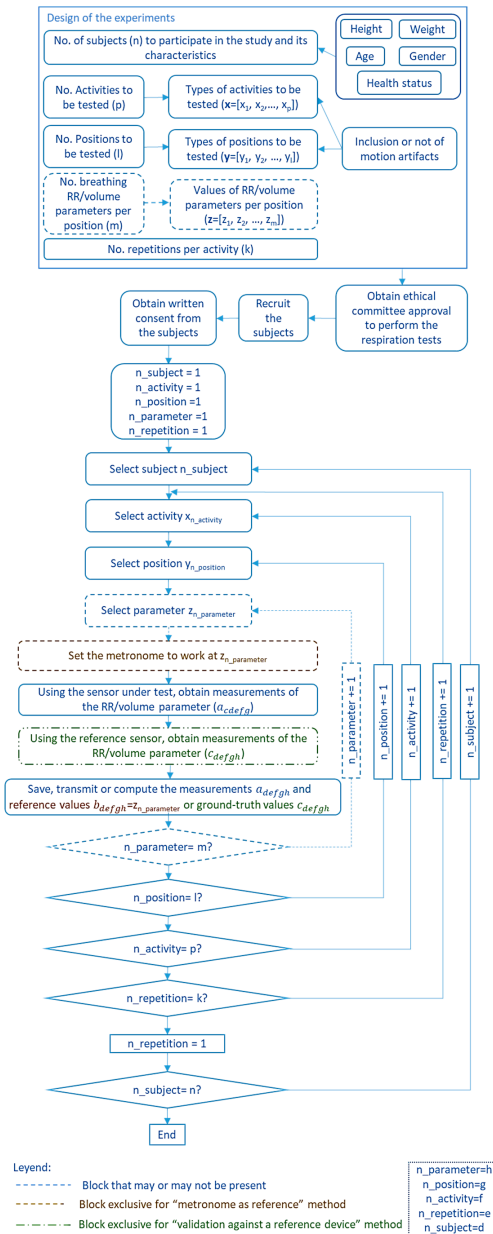 Design of the experiments
No. of subjects (n) to participate in the study and its
characteristics
Height
Weight
Age
Gender
Health status
No. Activities to
be tested (p)
Types of activities to be
tested (x=[x1, x2,..., xp])
No. Positions to
be tested (l)
Types of positions to be
tested (y=[y1, y2, ..., yl])
Inclusion or not of
motion artifacts
No. breathing
RR/volume
parameters per
position (m)
Values of RR/volume
parameters per position
(z=[z1, z2, ..., zm])
No. repetitions per activity (k)
Obtain written
consent from
the subjects
Recruit
the
subjects
Obtain ethical
committee approval
to perform the
respiration tests
n_subject = 1
n_activity = 1
n_position =1
n_parameter =1
n_repetition = 1
Select subject n_subject
Select activity xn_activity
Select position yn_position
Select parameter zn_parameter
Set the metronome to work at zn_parameter
Using the sensor under test, obtain measurements of
the RR/volume parameter (acdefg)
Using the reference sensor, obtain measurements of the
RR/volume parameter (cdefgh)
Save, transmit or compute the measurements adefgh and
reference values bdefgh=zn_parameter or ground-truth values cdefgh
n_parameter += 1
n_position += 1
n_activity += 1
n_repetition += 1
n_subject += 1
n_parameter= m?
n_position= l?
n_activity= p?
n_repetition= k?
n_repetition = 1
n_subject= n?
End
Leyend:
Block that may or may not be present
Block exclusive for “metronome as reference” method
Block exclusive for “validation against a reference device” method
n_parameter=h
n_position=g
n_activity=f
n_repetition=e
n_subject=d